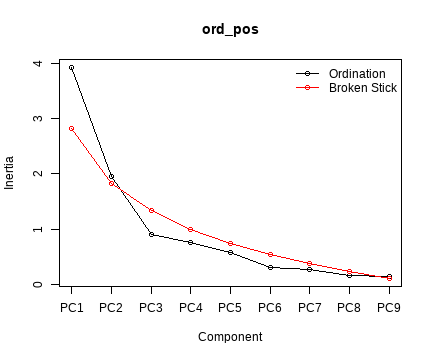 ord_pos
Ordination
Broken Stick
4
3
2
1
0
Inertia
PC1 PC2 PC3 PC4 PC5 PC6 PC7 PC8 PC9
Component